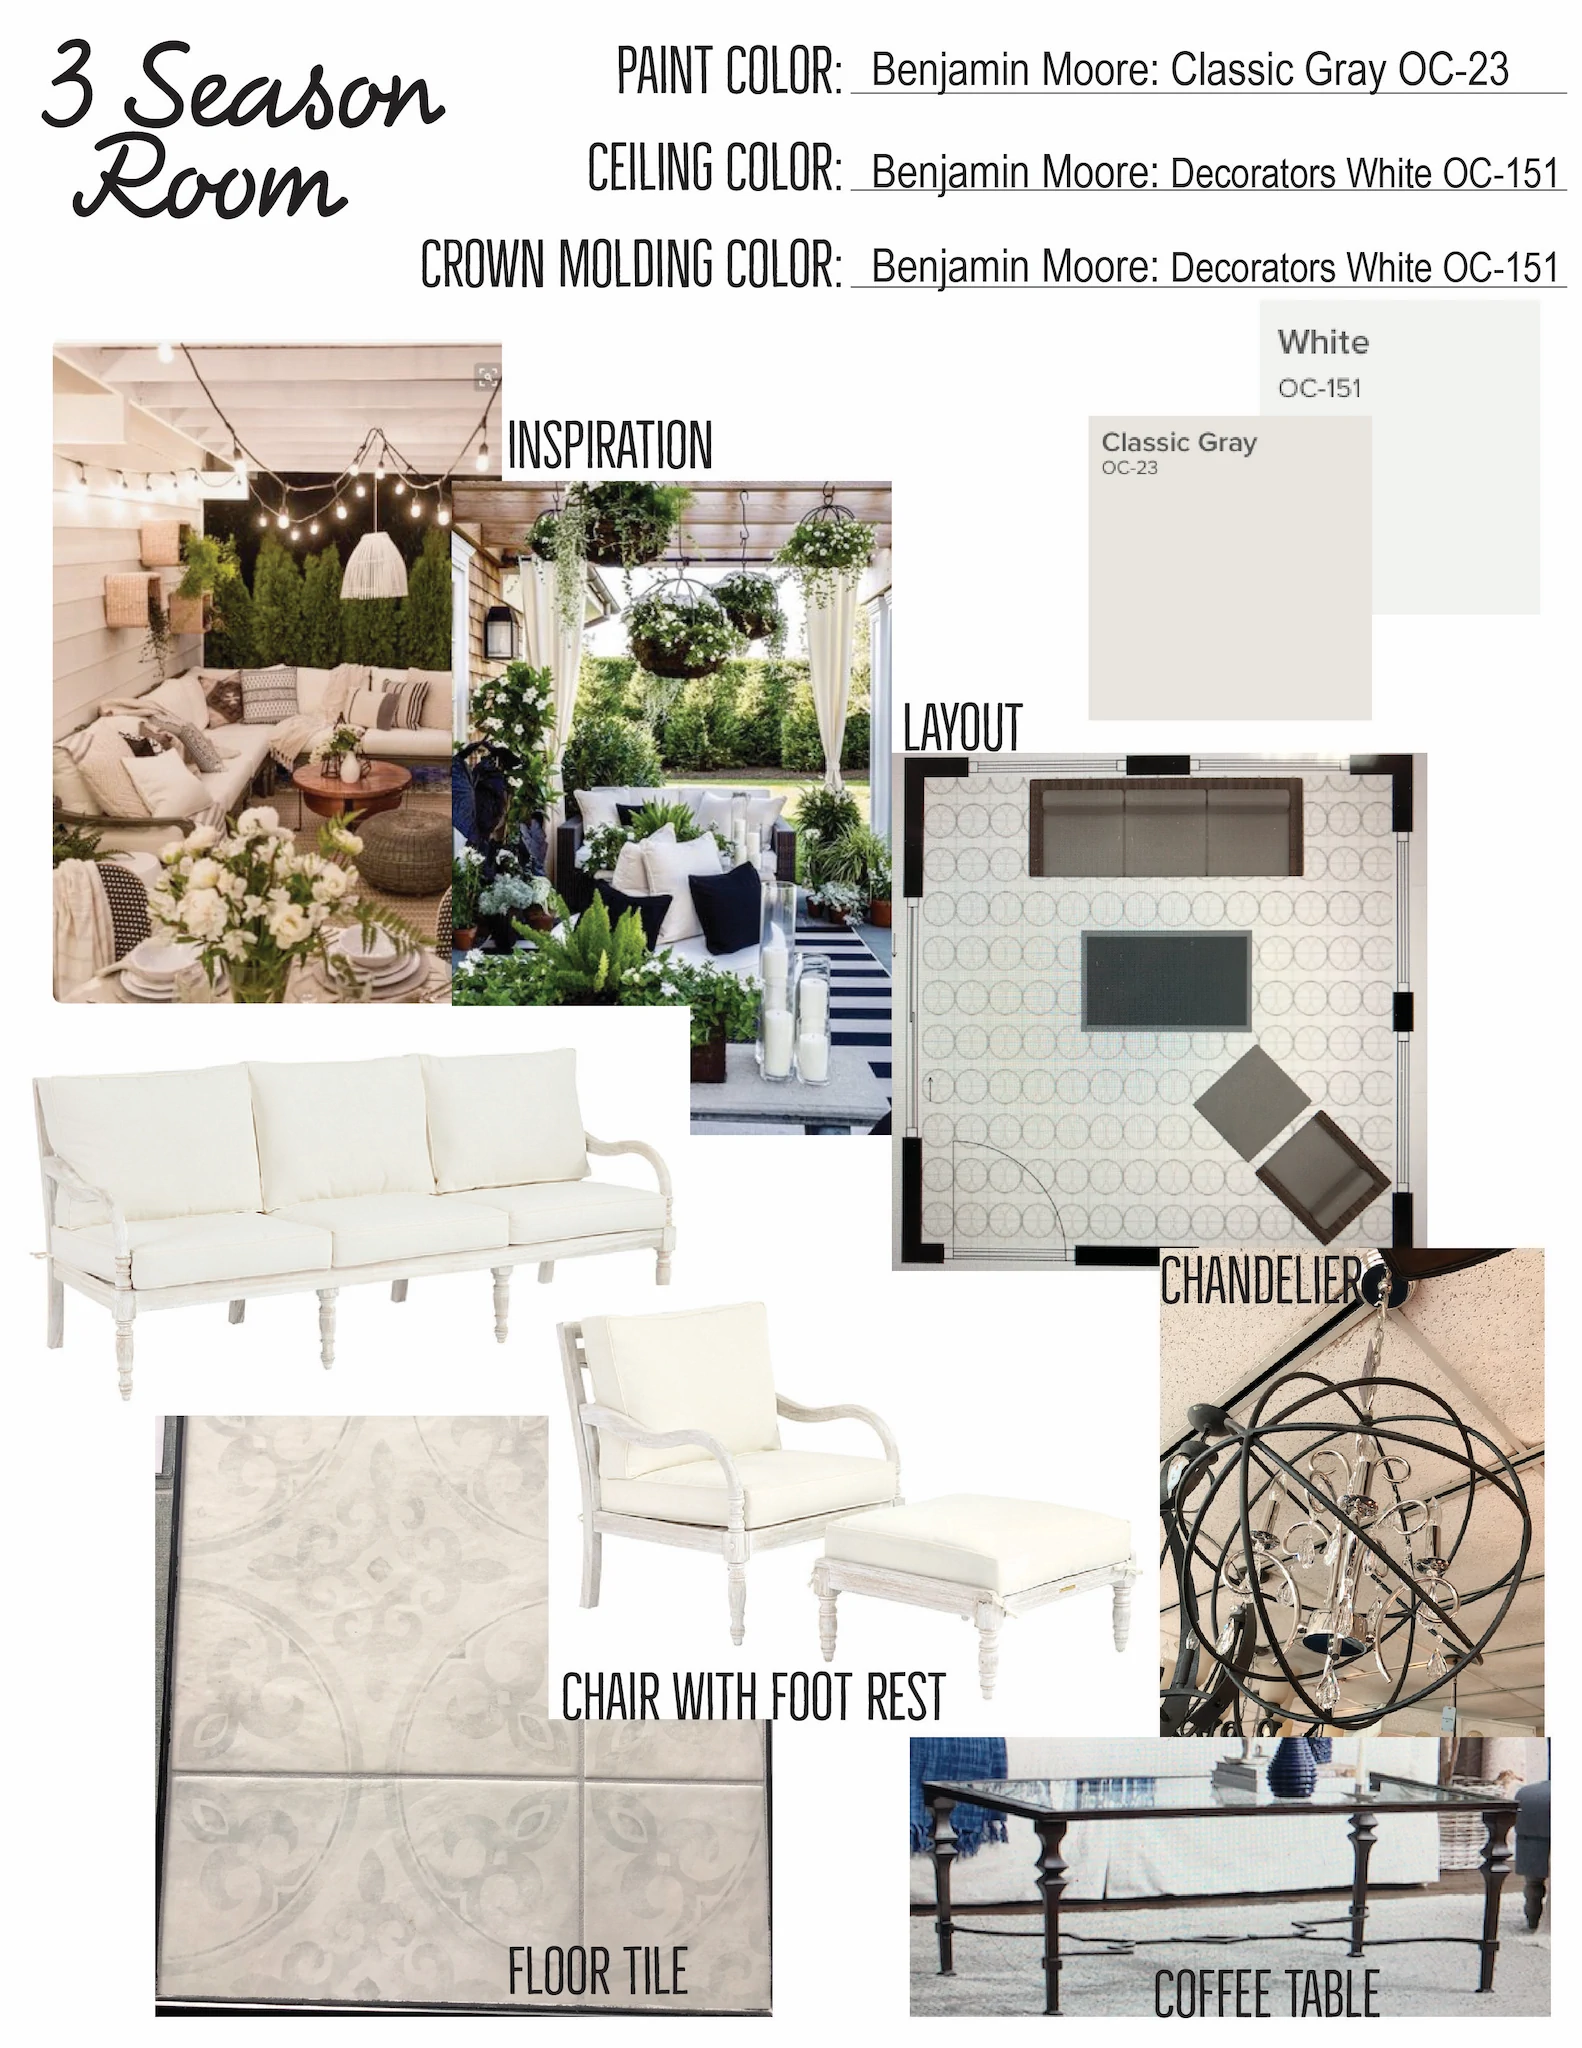 3 Season
Room
PAINT COLOR: Benjamin Moore: Classic Gray OC-23
CEILING COLOR: Benjamin Moore: Decorators White OC-151
CROWN MOLDING COLOR: Benjamin Moore: Decorators White OC-151
White
OC-151
Classic Gray
OC-23
INSPIRATION
LAYOUT
CHANDELIER
CHAIR WITH FOOT REST
FLOOR TILE
COFFEE TABLE